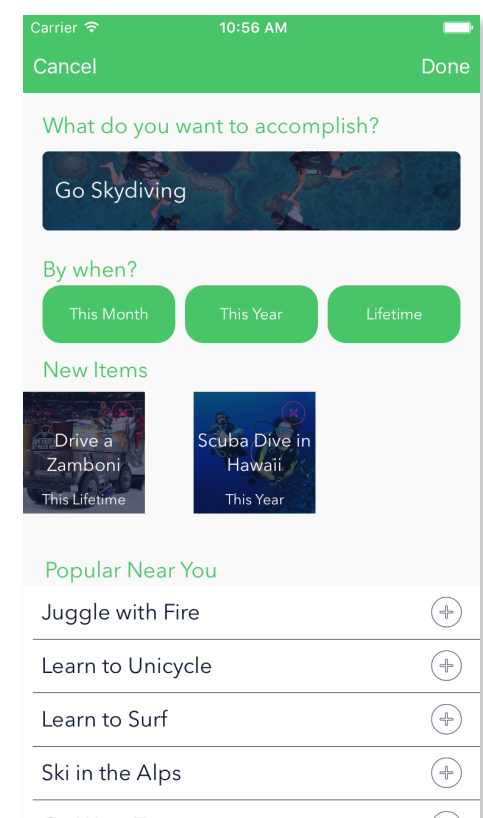 Carrier 10:56 AM
Cancel Done
What do you want to accomplish?
Go Skydiving
By when?
This Month This Year Lifetime
New Items
Drive a
Zamboni
This Lifetime
Scuba Dive in
Hawaii
This Year
Popular Near You
Juggle with Fire
Learn to Unicycle
Learn to Surf
Ski in the Alps